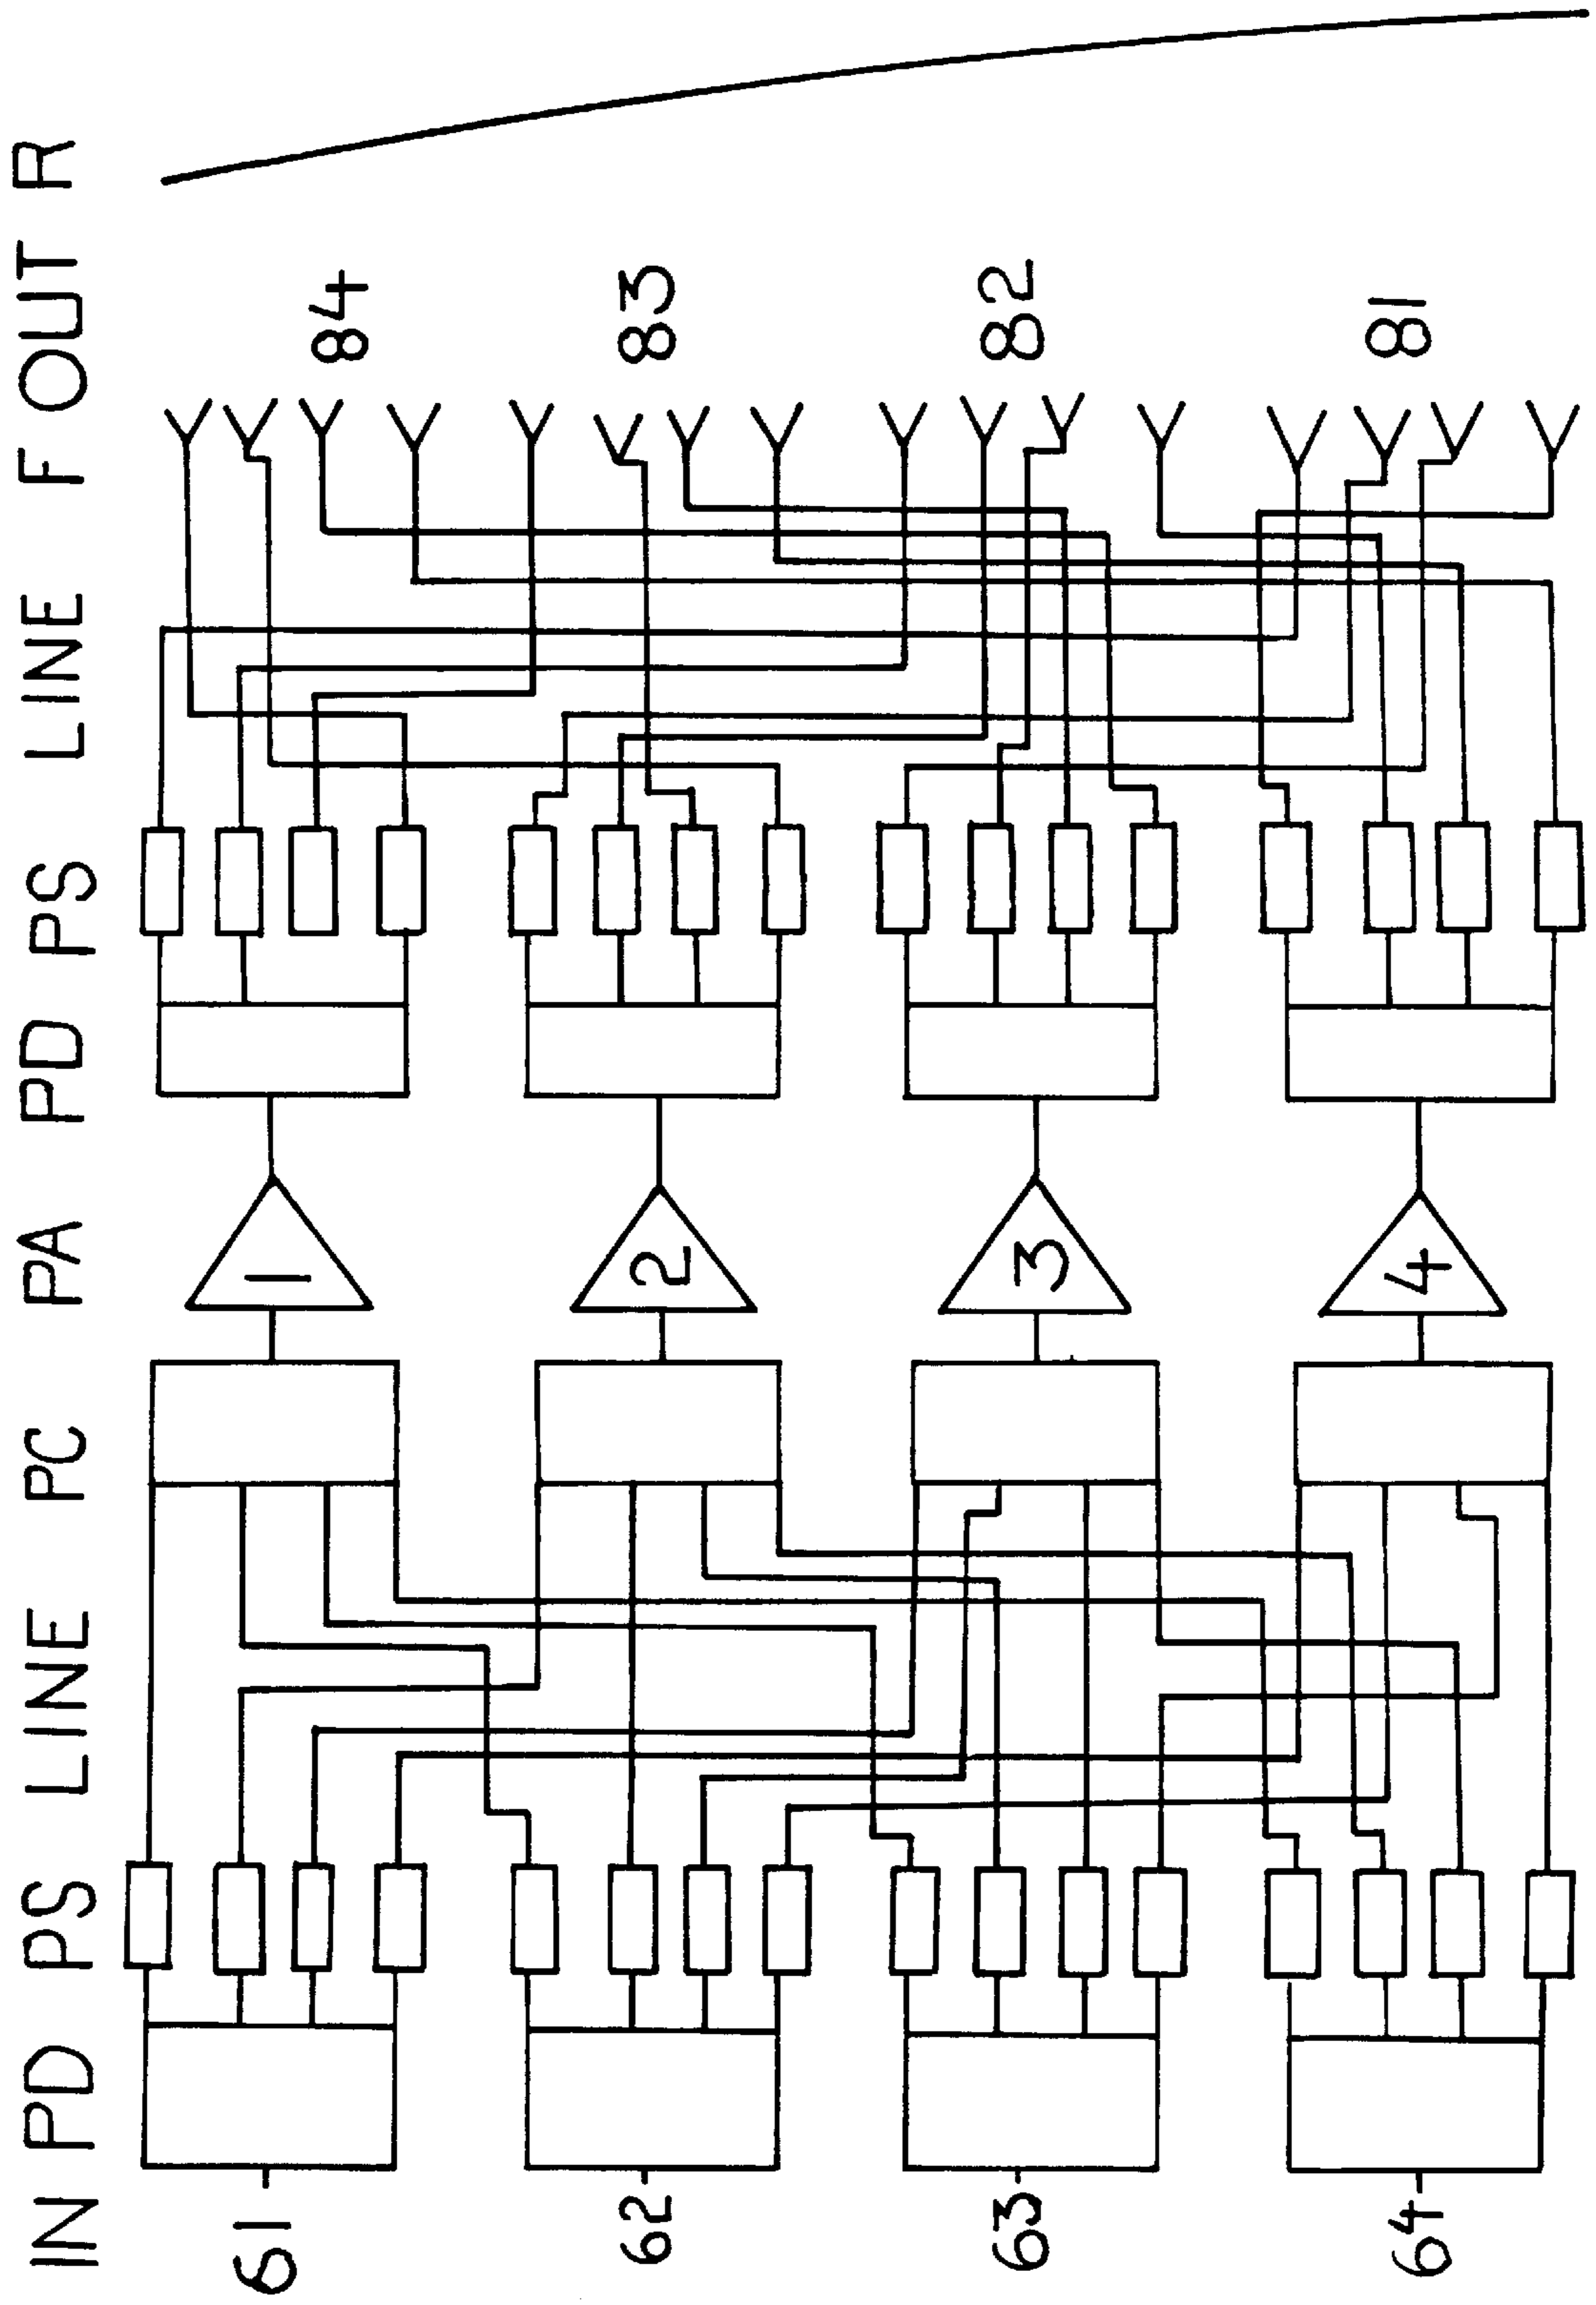 IN PD PS LINE PC PA PD PS LINE F OUT R
61 1 84
62 2 83
63 3 82
64 4 81